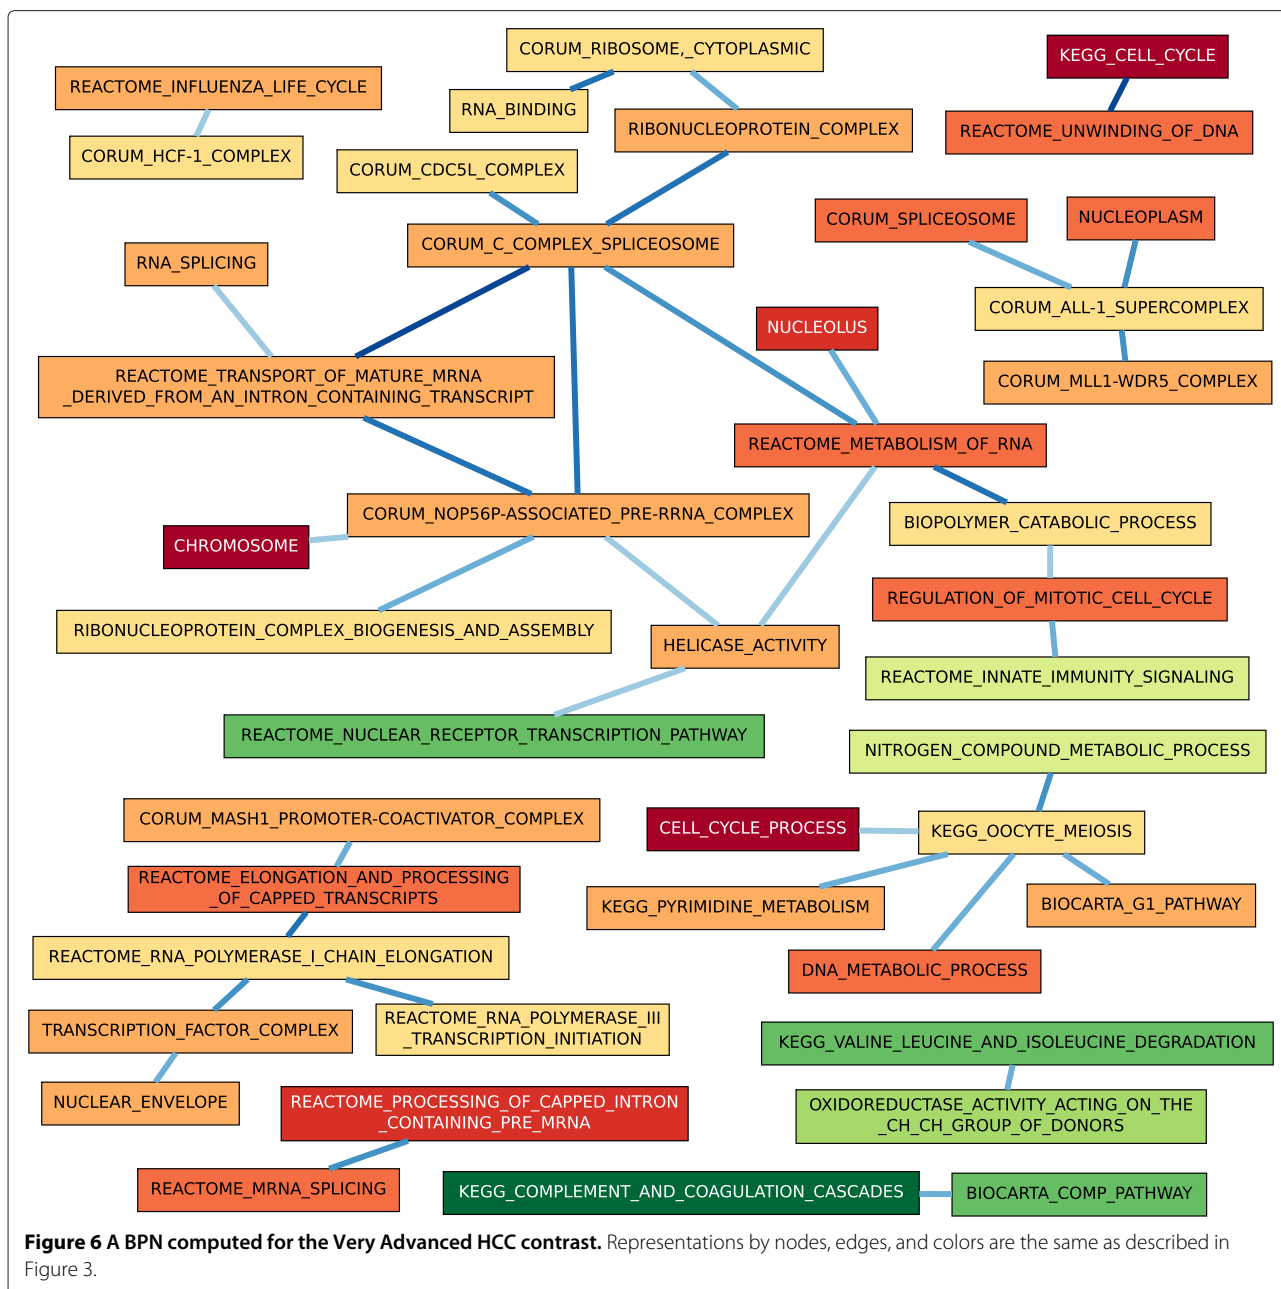 CORUM_RIBOSOME,_CYTOPLASMIC
KEGG_CELL_CYCLE
REACTOME_INFLUENZA_LIFE_CYCLE
RNA_BINDING
RIBONUCLEOPROTEIN_COMPLEX
REACTOME_UNWINDING_OF_DNA
CORUM_HCF-1_COMPLEX
CORUM_CDC5L_COMPLEX
CORUM_SPLICEOSOME
NUCLEOPLASM
CORUM_C_COMPLEX_SPLICEOSOME
RNA_SPLICING
CORUM_ALL-1_SUPERCOMPLEX
NUCLEOLUS
REACTOME_TRANSPORT_OF_MATURE_MRNA
_DERIVED_FROM_AN_INTRON_CONTAINING_TRANSCRIPT
CORUM_MLL1-WDR5_COMPLEX
REACTOME_METABOLISM_OF_RNA
CORUM_NOP56P-ASSOCIATED_PRE-RRNA_COMPLEX
BIOPOLYMER_CATABOLIC_PROCESS
CHROMOSOME
REGULATION_OF_MITOTIC_CELL_CYCLE
RIBONUCLEOPROTEIN_COMPLEX_BIOGENESIS_AND_ASSEMBLY
HELICASE_ACTIVITY
REACTOME_INNATE_IMMUNITY_SIGNALING
REACTOME_NUCLEAR_RECEPTOR_TRANSCRIPTION_PATHWAY
NITROGEN_COMPOUND_METABOLIC_PROCESS
CORUM_MASH1_PROMOTER-COACTIVATOR_COMPLEX
CELL_CYCLE_PROCESS
KEGG_OOCYTE_MEIOSIS
REACTOME_ELONGATION_AND_PROCESSING
_OF_CAPPED_TRANSCRIPTS
KEGG_PYRIMIDINE_METABOLISM
BIOCARTA_G1_PATHWAY
REACTOME_RNA_POLYMERASE_I_CHAIN_ELONGATION
DNA_METABOLIC_PROCESS
TRANSCRIPTION_FACTOR_COMPLEX
REACTOME_RNA_POLYMERASE_III
_TRANSCRIPTION_INITIATION
KEGG_VALINE_LEUCINE_AND_ISOLEUCINE_DEGRADATION
NUCLEAR_ENVELOPE
REACTOME_PROCESSING_OF_CAPPED_INTRON
_CONTAINING_PRE_MRNA
OXIDOREDUCTASE_ACTIVITY_ACTING_ON_THE
_CH_CH_GROUP_OF_DONORS
REACTOME_MRNA_SPLICING
KEGG_COMPLEMENT_AND_COAGULATION_CASCADES
BIOCARTA_COMP_PATHWAY
Figure 6 A BPN computed for the Very Advanced HCC contrast. Representations by nodes, edges, and colors are the same as described in
Figure 3.